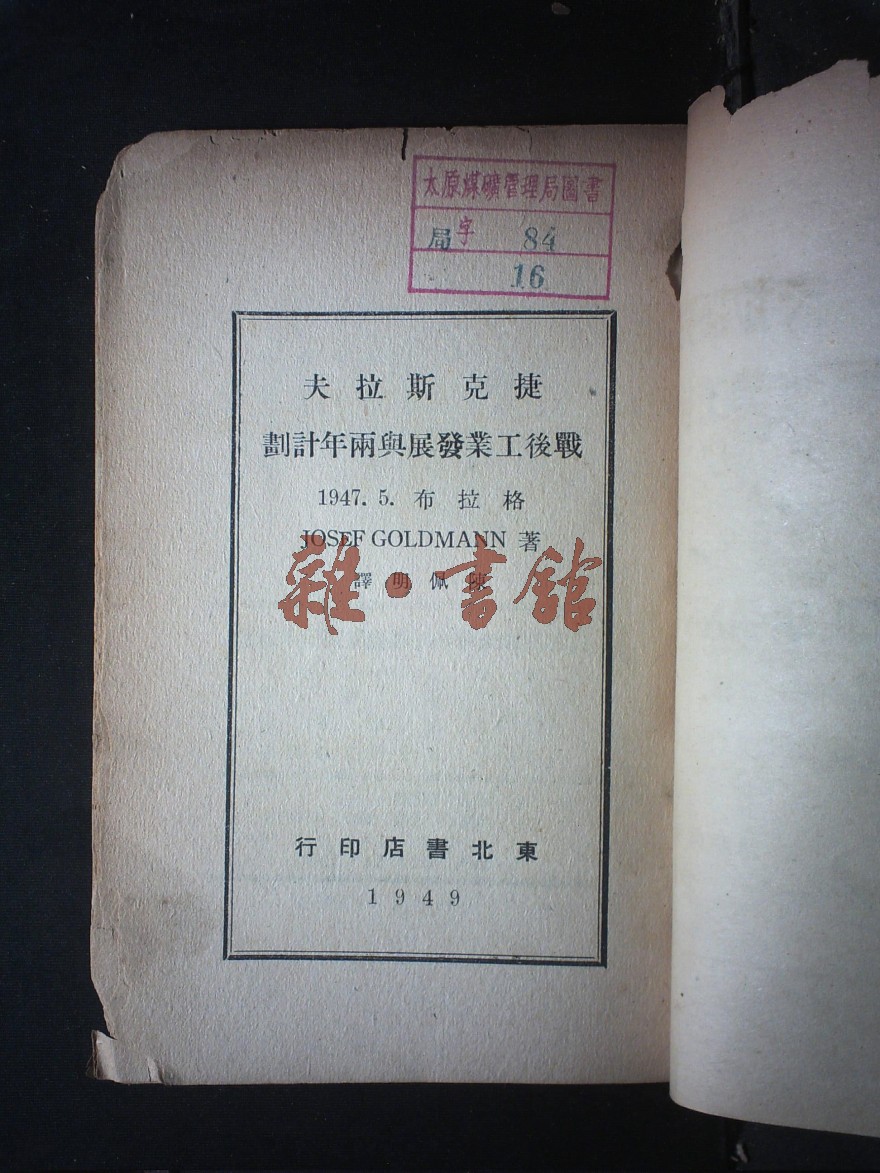 太原煤礦管理局圖書
局字 84
16
捷克斯拉夫
戰後工業發展與兩年計劃
1947. 5. 布拉格
JOSEF GOLDMANN 著
陳佩明譯
雜·書館
東北書店印行
1949